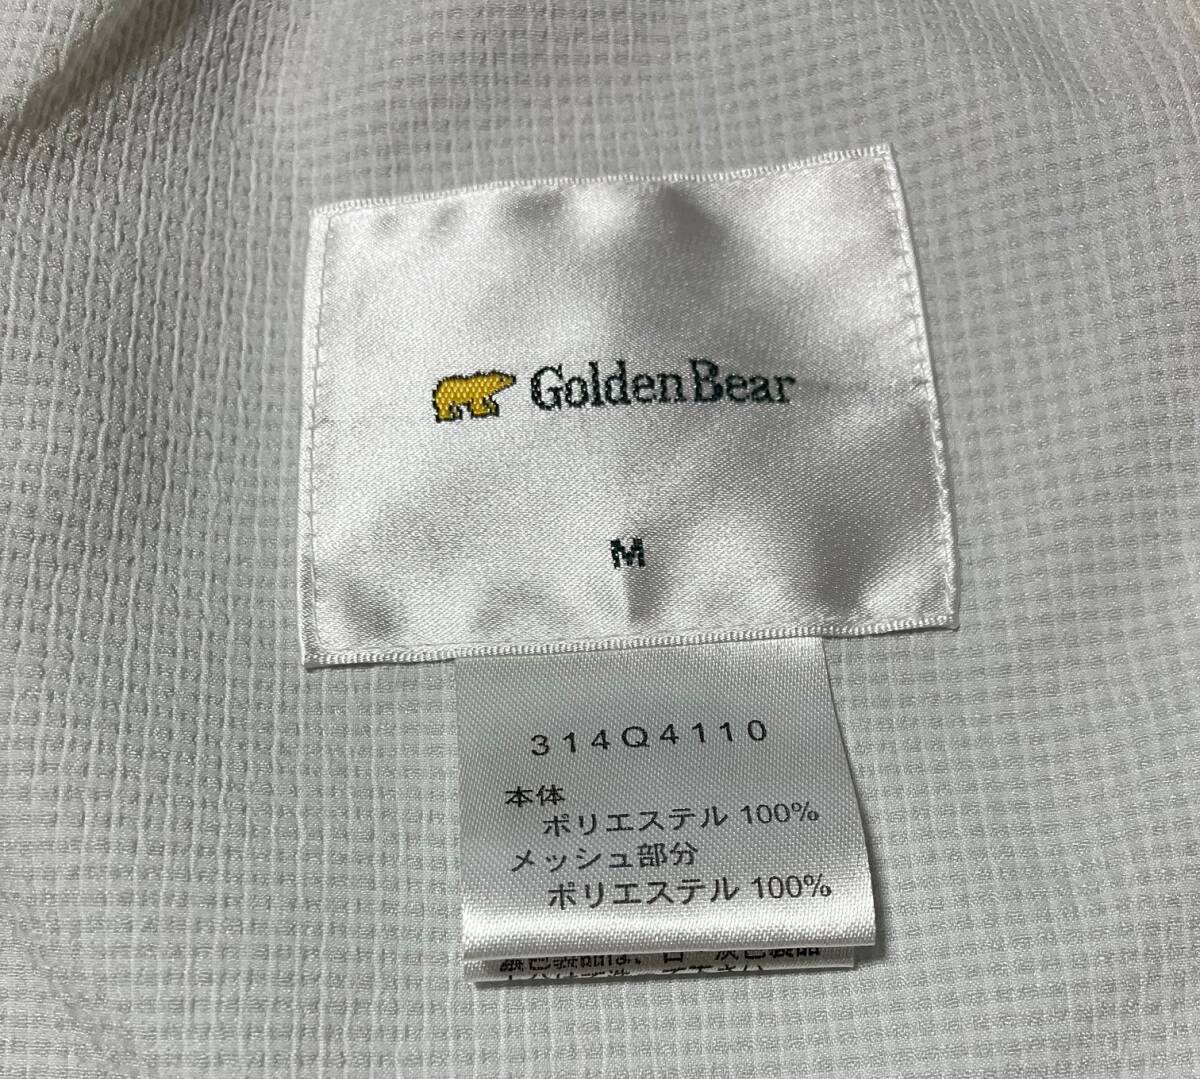 GoldenBear
M
314Q4110
本体
ポリエステル 100%
メッシュ部分
ポリエステル 100%